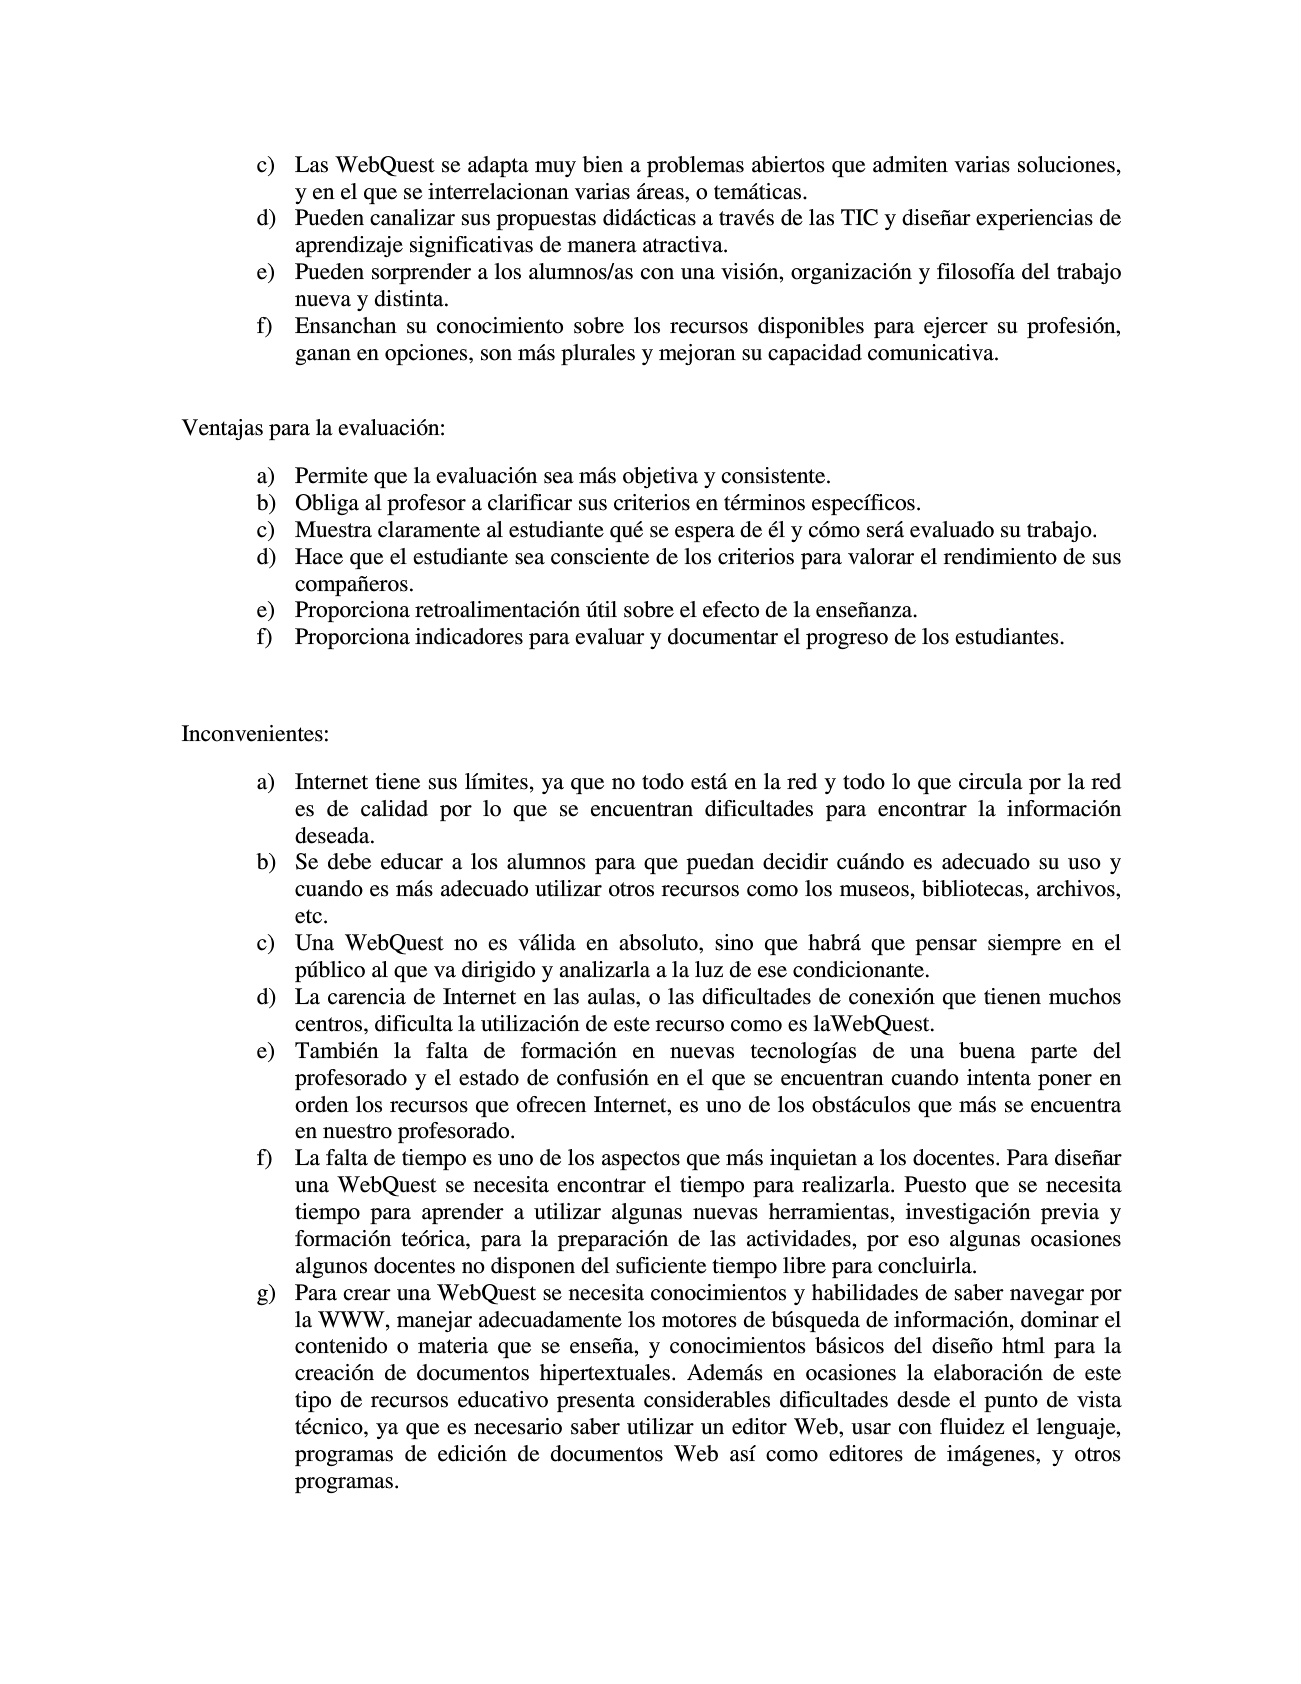 c) Las WebQuest se adapta muy bien a problemas abiertos que admiten varias soluciones,
y en el que se interrelacionan varias áreas, o temáticas.
d) Pueden canalizar sus propuestas didácticas a través de las TIC y diseñar experiencias de
aprendizaje significativas de manera atractiva.
e) Pueden sorprender a los alumnos/as con una visión, organización y filosofía del trabajo
nueva y distinta.
f) Ensanchan su conocimiento sobre los recursos disponibles para ejercer su profesión,
ganan en opciones, son más plurales y mejoran su capacidad comunicativa.
Ventajas para la evaluación:
a) Permite que la evaluación sea más objetiva y consistente.
b) Obliga al profesor a clarificar sus criterios en términos específicos.
c) Muestra claramente al estudiante qué se espera de él y cómo será evaluado su trabajo.
d) Hace que el estudiante sea consciente de los criterios para valorar el rendimiento de sus
compañeros.
e) Proporciona retroalimentación útil sobre el efecto de la enseñanza.
f) Proporciona indicadores para evaluar y documentar el progreso de los estudiantes.
Inconvenientes:
a) Internet tiene sus límites, ya que no todo está en la red y todo lo que circula por la red
es de calidad por lo que se encuentran dificultades para encontrar la información
deseada.
b) Se debe educar a los alumnos para que puedan decidir cuándo es adecuado su uso y
cuando es más adecuado utilizar otros recursos como los museos, bibliotecas, archivos,
etc.
c) Una WebQuest no es válida en absoluto, sino que habrá que pensar siempre en el
público al que va dirigido y analizarla a la luz de ese condicionante.
d) La carencia de Internet en las aulas, o las dificultades de conexión que tienen muchos
centros, dificulta la utilización de este recurso como es laWebQuest.
e) También la falta de formación en nuevas tecnologías de una buena parte del
profesorado y el estado de confusión en el que se encuentran cuando intenta poner en
orden los recursos que ofrecen Internet, es uno de los obstáculos que más se encuentra
en nuestro profesorado.
f) La falta de tiempo es uno de los aspectos que más inquietan a los docentes. Para diseñar
una WebQuest se necesita encontrar el tiempo para realizarla. Puesto que se necesita
tiempo para aprender a utilizar algunas nuevas herramientas, investigación previa y
formación teórica, para la preparación de las actividades, por eso algunas ocasiones
algunos docentes no disponen del suficiente tiempo libre para concluirla.
g) Para crear una WebQuest se necesita conocimientos y habilidades de saber navegar por
la WWW, manejar adecuadamente los motores de búsqueda de información, dominar el
contenido o materia que se enseña, y conocimientos básicos del diseño html para la
creación de documentos hipertextuales. Además en ocasiones la elaboración de este
tipo de recursos educativo presenta considerables dificultades desde el punto de vista
técnico, ya que es necesario saber utilizar un editor Web, usar con fluidez el lenguaje,
programas de edición de documentos Web así como editores de imágenes, y otros
programas.